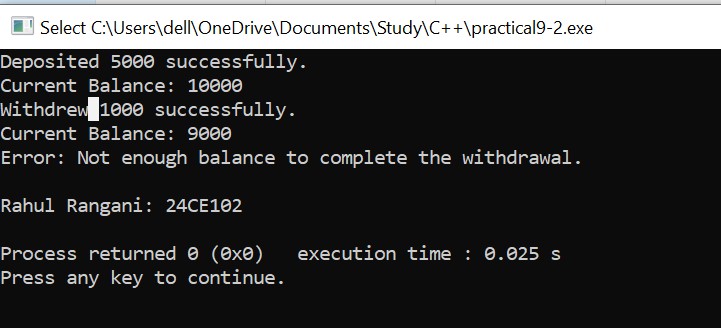 Select C:\Users\dell\OneDrive\Documents\Study\C++\practical9-2.exe
Deposited 5000 successfully.
Current Balance: 10000
Withdrew 1000 successfully.
Current Balance: 9000
Error: Not enough balance to complete the withdrawal.
Rahul Rangani: 24CE102
Process returned 0 (0x0)   execution time : 0.025 s
Press any key to continue.